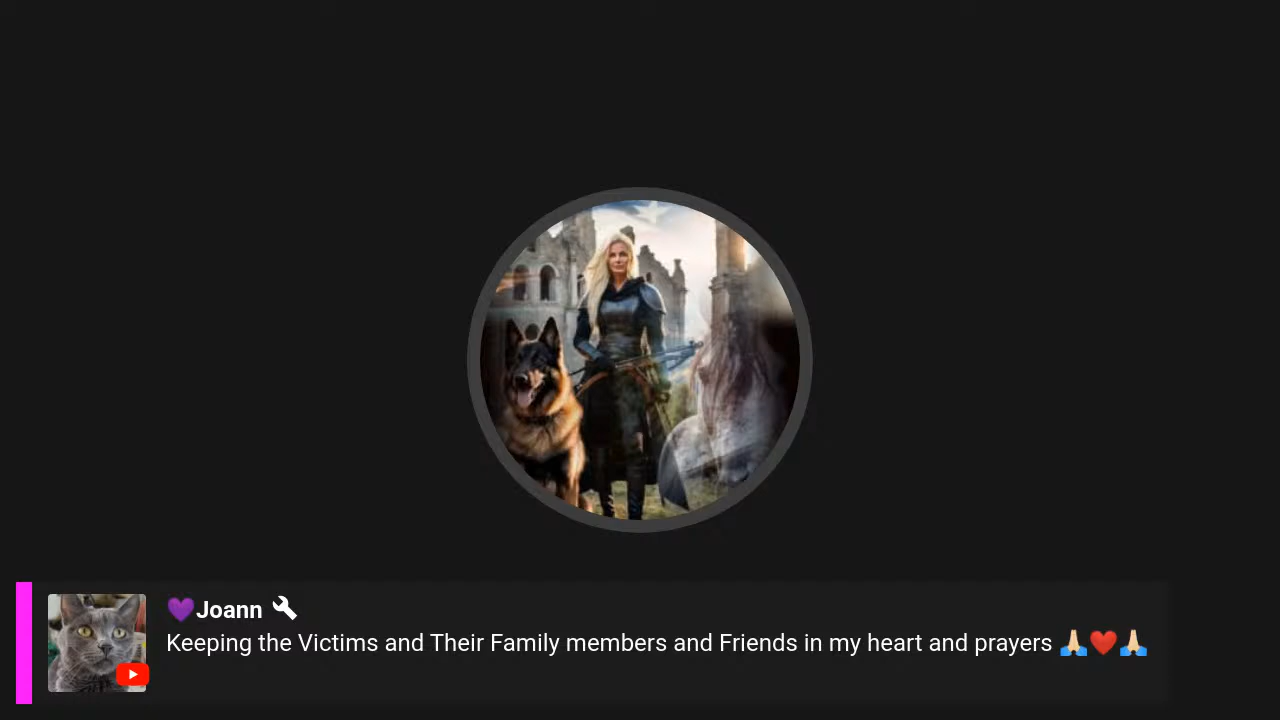 💜Joann 🔧
Keeping the Victims and Their Family members and Friends in my heart and prayers 🙏🏻❤️🙏🏻